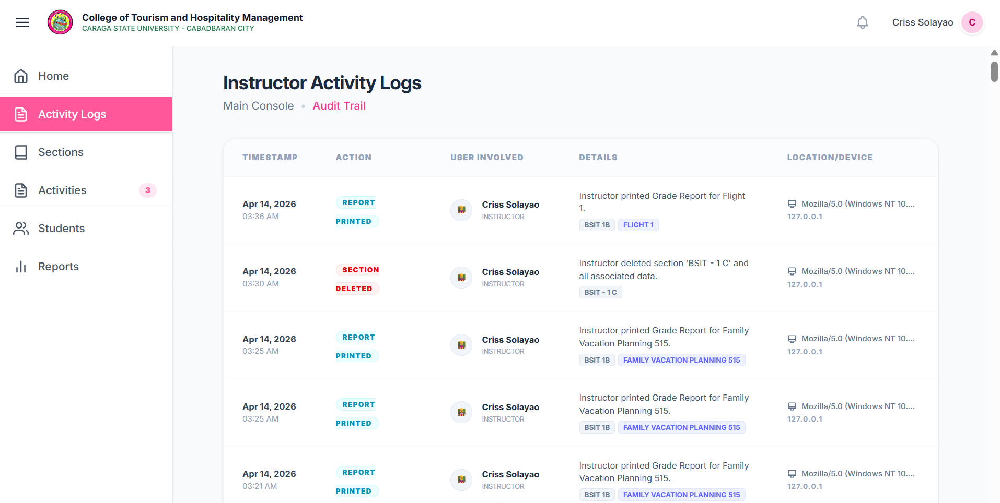 College of Tourism and Hospitality Management
CARAGA STATE UNIVERSITY - CABADBARAN CITY
Criss Solayao
C
Home
Activity Logs
Sections
Activities
3
Students
Reports
Instructor Activity Logs
Main Console • Audit Trail
TIMESTAMP ACTION USER INVOLVED DETAILS LOCATION/DEVICE
Apr 14, 2026
03:36 AM
REPORT
PRINTED
Criss Solayao
INSTRUCTOR
Instructor printed Grade Report for Flight
1.
BSIT 1B FLIGHT 1
Mozilla/5.0 (Windows NT 10....
127.0.0.1
Apr 14, 2026
03:30 AM
SECTION
DELETED
Criss Solayao
INSTRUCTOR
Instructor deleted section 'BSIT - 1 C' and
all associated data.
BSIT - 1 C
Mozilla/5.0 (Windows NT 10....
127.0.0.1
Apr 14, 2026
03:25 AM
REPORT
PRINTED
Criss Solayao
INSTRUCTOR
Instructor printed Grade Report for Family
Vacation Planning 515.
BSIT 1B FAMILY VACATION PLANNING 515
Mozilla/5.0 (Windows NT 10....
127.0.0.1
Apr 14, 2026
03:25 AM
REPORT
PRINTED
Criss Solayao
INSTRUCTOR
Instructor printed Grade Report for Family
Vacation Planning 515.
BSIT 1B FAMILY VACATION PLANNING 515
Mozilla/5.0 (Windows NT 10....
127.0.0.1
Apr 14, 2026
03:21 AM
REPORT
PRINTED
Criss Solayao
INSTRUCTOR
Instructor printed Grade Report for Family
Vacation Planning 515.
BSIT 1B FAMILY VACATION PLANNING 515
Mozilla/5.0 (Windows NT 10....
127.0.0.1